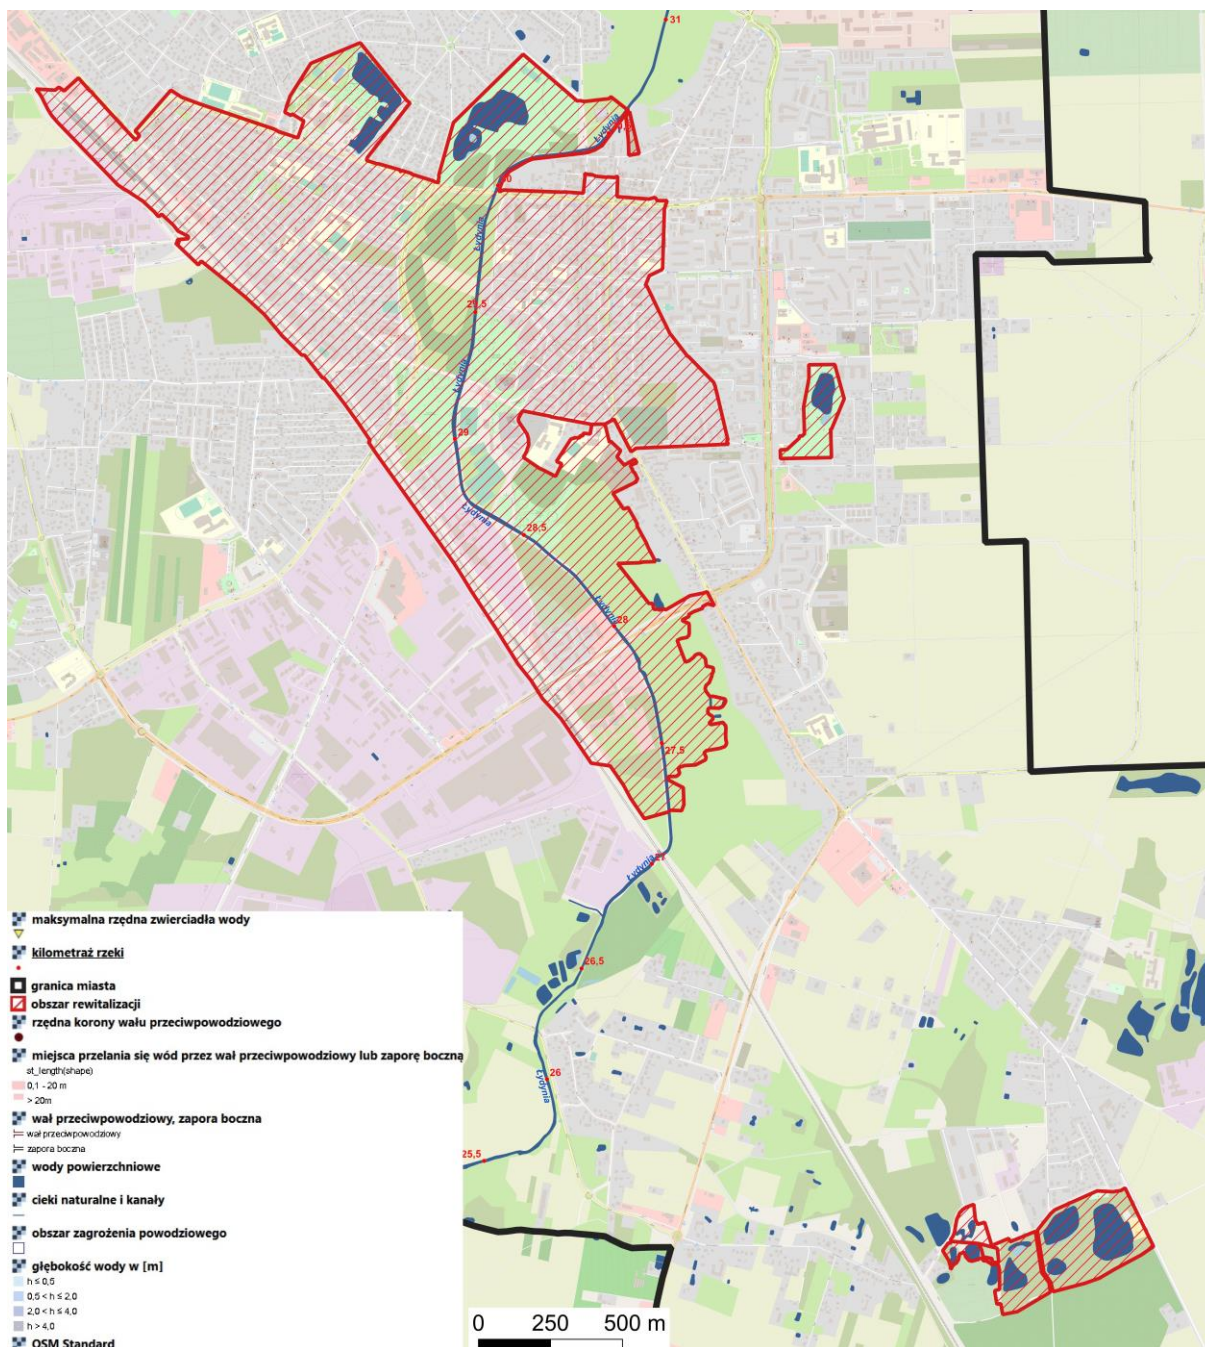 31
Łydynia
0
Łydynia
29,5
Łydynia
29
Łydynia
28,5
Łydynia
28
27,5
27
Łydynia
26,5
26
Łydynia
25,5
maksymalna rzędna zwierciadła wody
kilometraż rzeki
granica miasta
obszar rewitalizacji
rzędna korony wału przeciwpowodziowego
miejsca przelania się wód przez wał przeciwpowodziowy lub zaporę boczną
st_length(shape)
0,1 - 20 m
> 20m
wał przeciwpowodziowy, zapora boczna
wał przeciwpowodziowy
zapora boczna
wody powierzchniowe
cieki naturalne i kanały
obszar zagrożenia powodziowego
głębokość wody w [m]
h ≤ 0,5
0,5 < h ≤ 2,0
2,0 < h ≤ 4,0
h > 4,0
OSM Standard
0 250 500 m